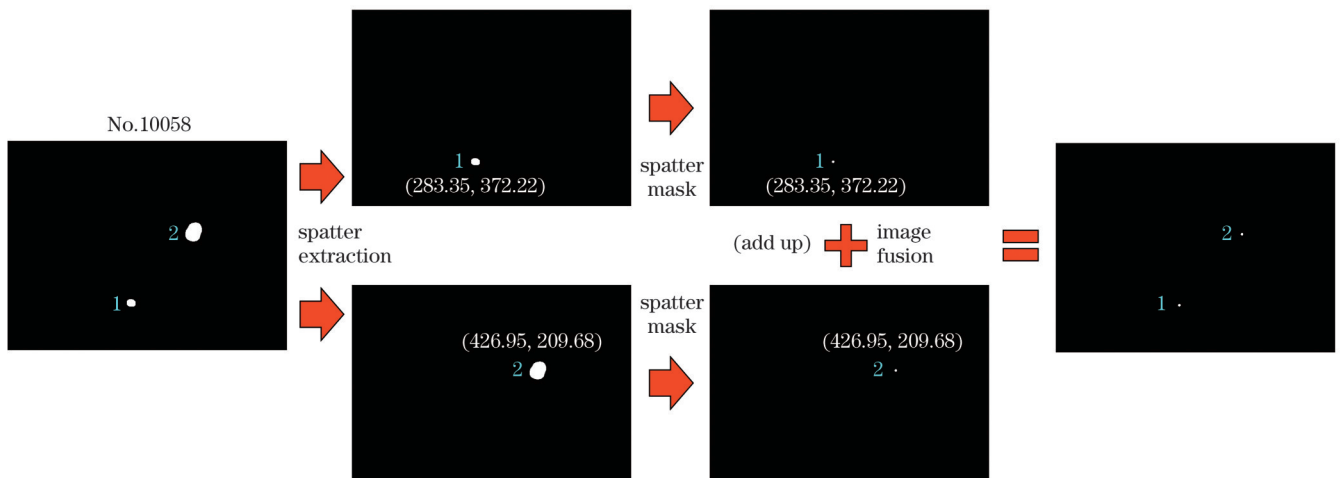 No.10058
2
1
spatter
extraction
1
(283.35, 372.22)
spatter
mask
1
(283.35, 372.22)
(426.95, 209.68)
2
spatter
mask
(426.95, 209.68)
2
(add up)
image
fusion
2
1